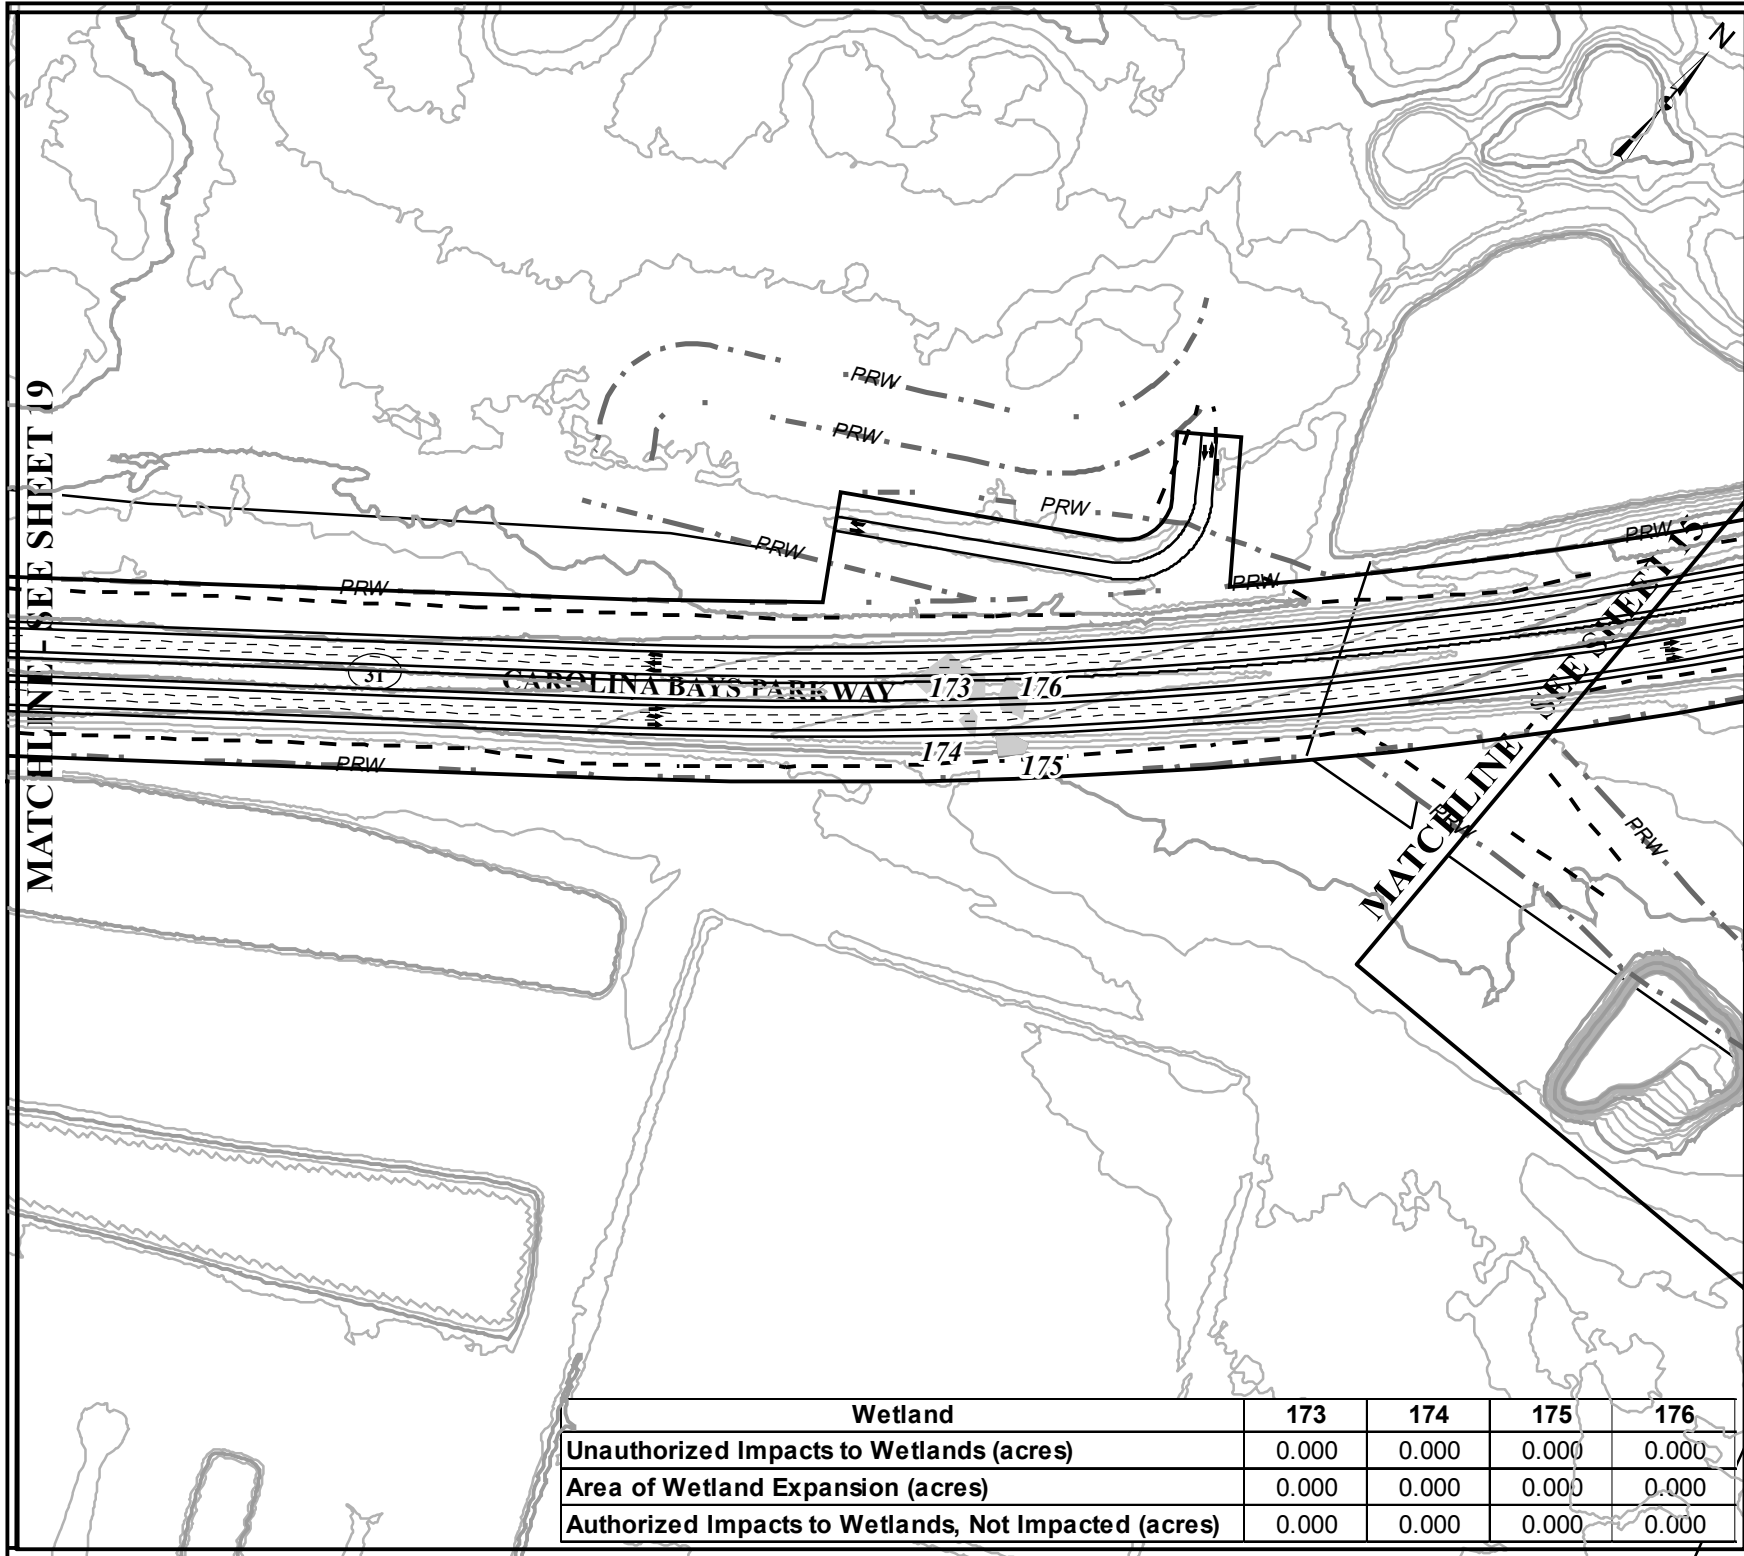 N
MATCHLINE - SEE SHEET 19
PRW
PRW
PRW
PRW
PRW
PRW
PRW
31
CAROLINA BAYS PARKWAY
173
176
174
175
PRW
MATCHLINE - SEE SHEET 15
PRW
PRW
Wetland 173 174 175 176
Unauthorized Impacts to Wetlands (acres) 0.000 0.000 0.000 0.000
Area of Wetland Expansion (acres) 0.000 0.000 0.000 0.000
Authorized Impacts to Wetlands, Not Impacted (acres) 0.000 0.000 0.000 0.000